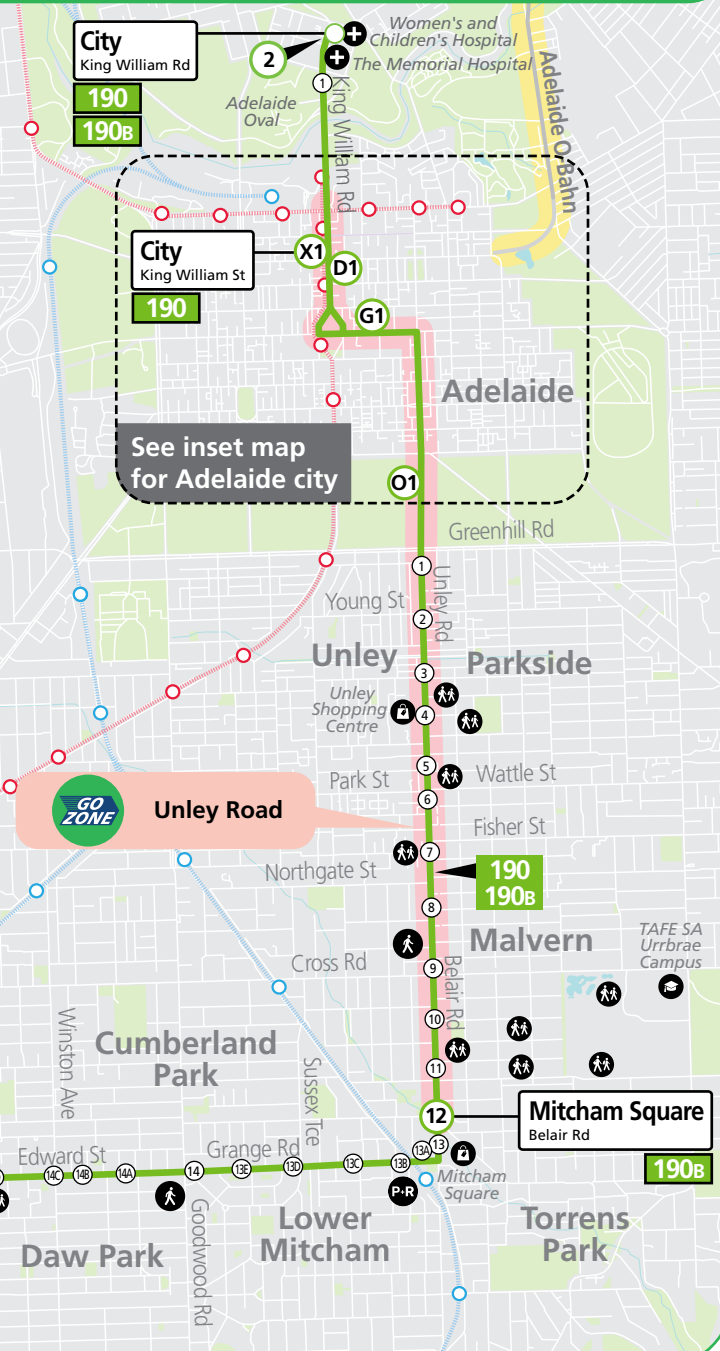 City
King William Rd
190
190B
2
Women's and
Children's Hospital
The Memorial Hospital
1
Adelaide
Oval
King William Rd
Adelaide O-Bahn
City
King William St
190
X1
D1
G1
Adelaide
See inset map
for Adelaide city
O1
Greenhill Rd
1
Unley Rd
Young St
2
Unley
Parkside
3
Unley
Shopping
Centre
4
5
Park St
Wattle St
6
GO
ZONE
Unley Road
Fisher St
7
Northgate St
190
190B
8
Malvern
TAFE SA
Urrbrae
Campus
Cross Rd
9
Belair Rd
10
Winston Ave
Cumberland
Park
Sussex Tce
11
12
Mitcham Square
Belair Rd
190B
13
13A
Edward St
Grange Rd
14C
14B
14A
14
13E
13D
13C
13B
P+R
Mitcham
Square
Goodwood Rd
Daw Park
Lower
Mitcham
Torrens
Park